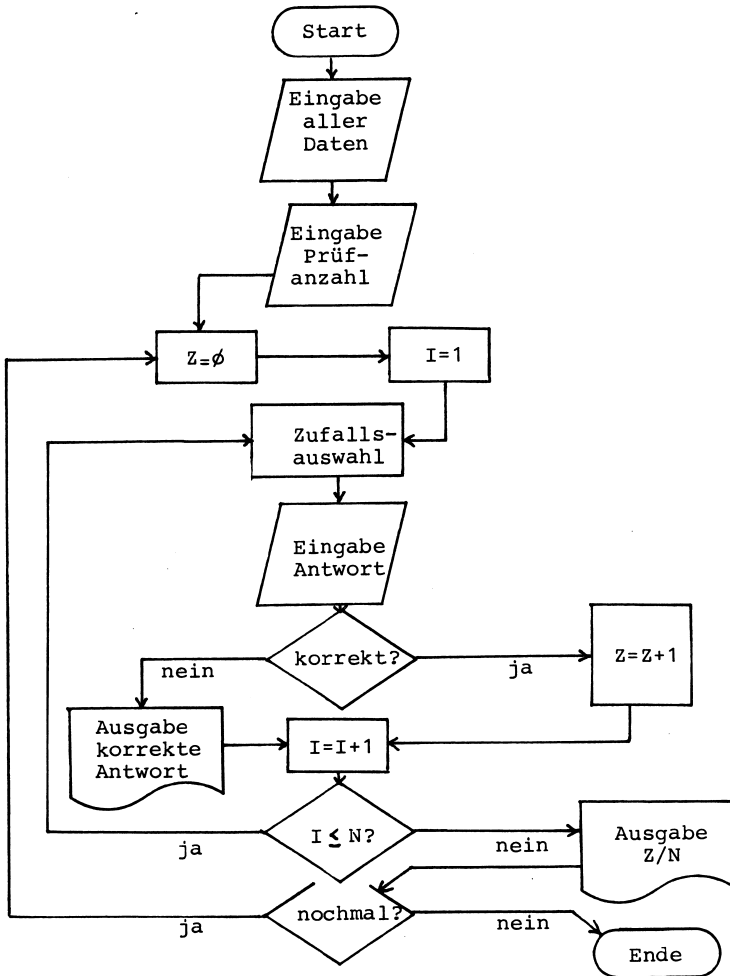 Start
Eingabe
aller
Daten
Eingabe
Prüf-
anzahl
Z=∅
I=1
Zufalls-
auswahl
Eingabe
Antwort
korrekt?
nein
ja
Z=Z+1
Ausgabe
korrekte
Antwort
I=I+1
I≤N?
ja
nein
Ausgabe
Z/N
nochmal?
ja
nein
Ende